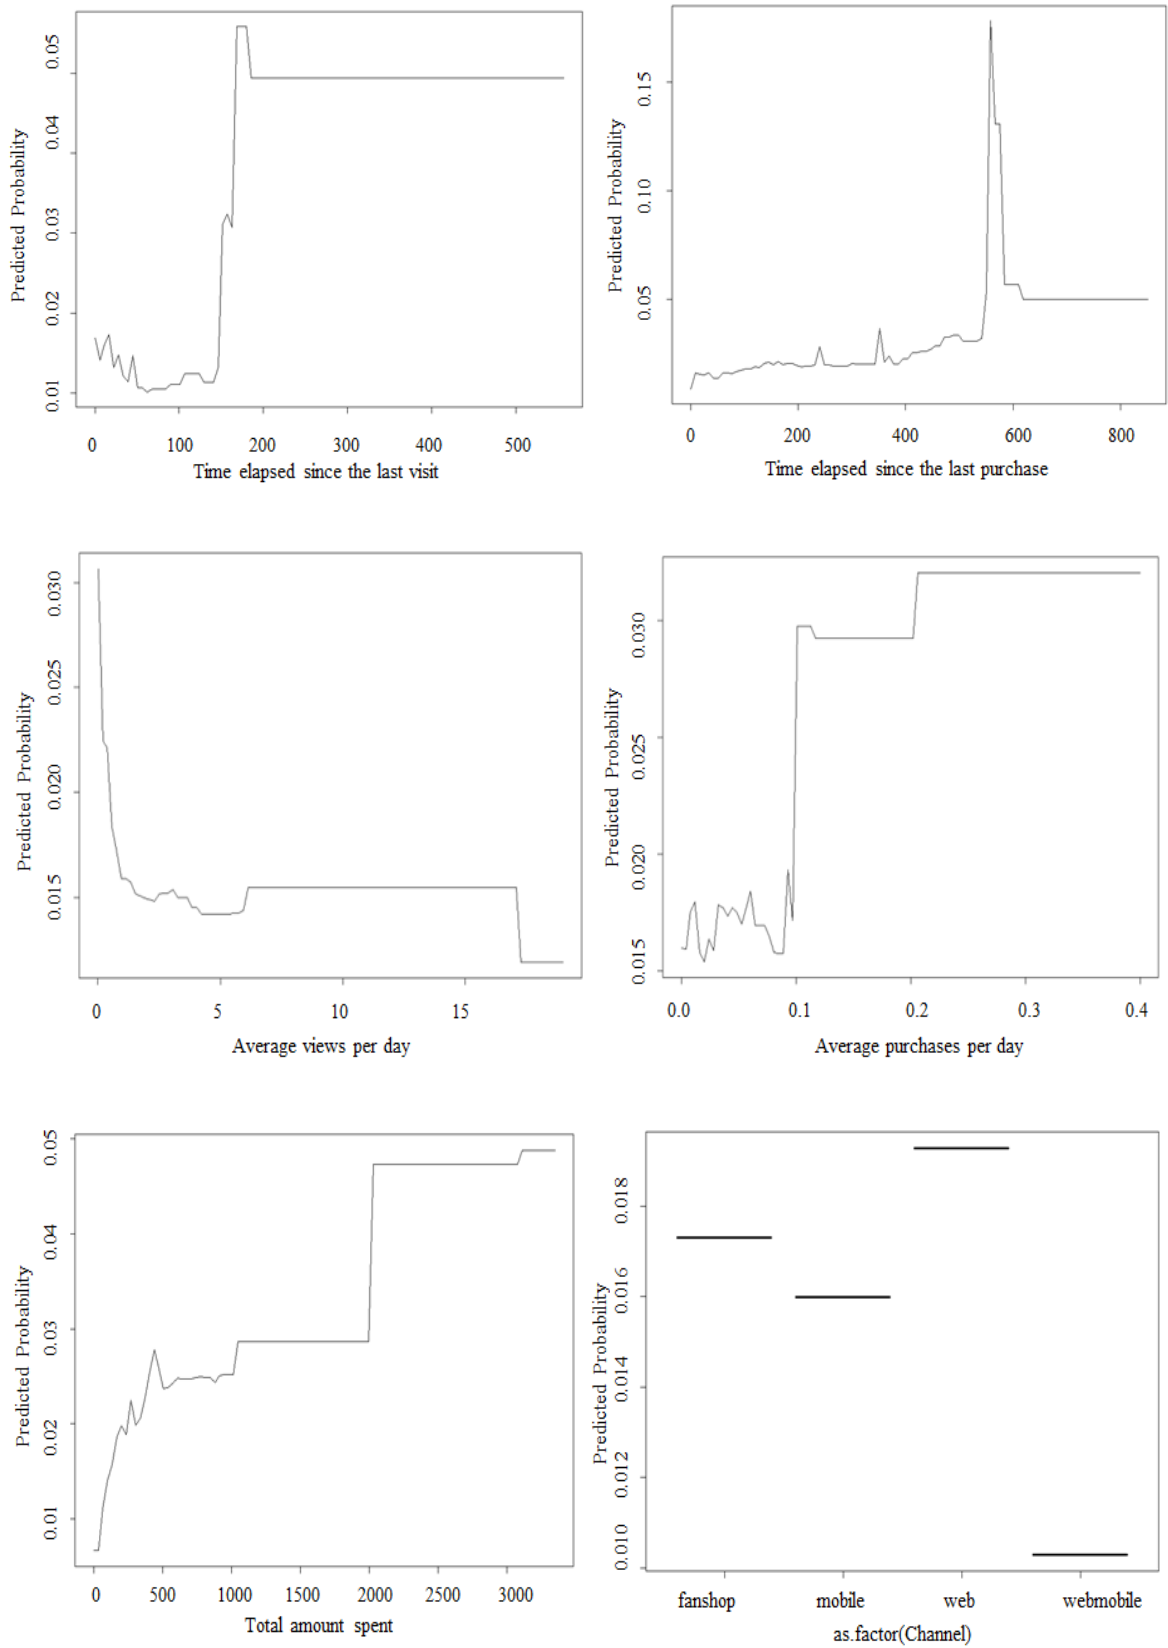 Predicted Probability
0.05
0.04
0.03
0.02
0.01
0 100 200 300 400 500
Time elapsed since the last visit
Predicted Probability
0.15
0.10
0.05
0 200 400 600 800
Time elapsed since the last purchase
Predicted Probability
0.030
0.025
0.020
0.015
0 5 10 15
Average views per day
Predicted Probability
0.030
0.025
0.020
0.015
0.0 0.1 0.2 0.3 0.4
Average purchases per day
Predicted Probability
0.05
0.04
0.03
0.02
0.01
0 500 1000 1500 2000 2500 3000
Total amount spent
Predicted Probability
0.018
0.016
0.014
0.012
0.010
fanshop mobile web webmobile
as.factor(Channel)